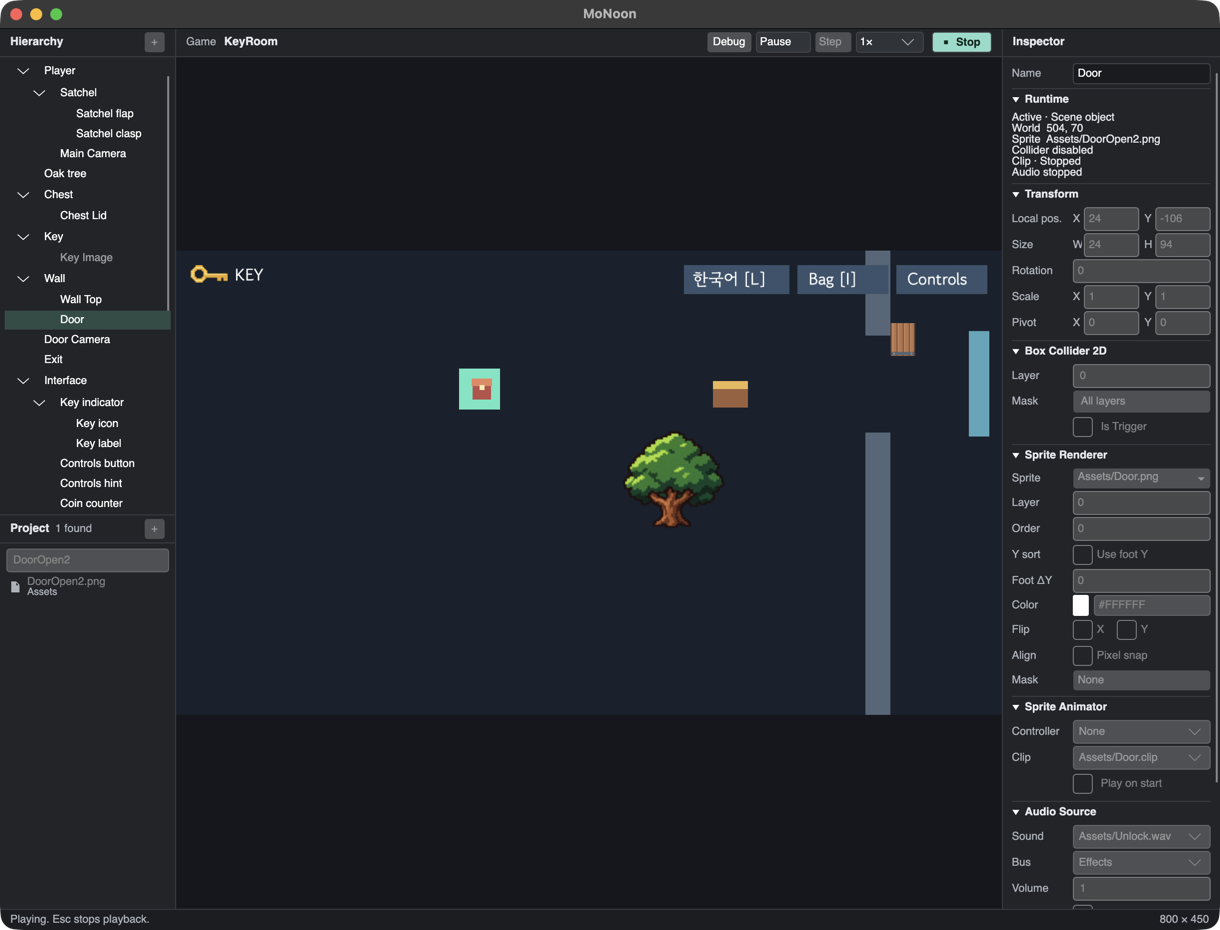 MoNoon
Hierarchy +
Game KeyRoom
Debug Pause Step 1× Stop
Inspector
Player
Satchel
Satchel flap
Satchel clasp
Main Camera
Oak tree
Chest
Chest Lid
Key
Key Image
Wall
Wall Top
Door
Door Camera
Exit
Interface
Key indicator
Key icon
Key label
Controls button
Controls hint
Coin counter
Project 1 found +
DoorOpen2
DoorOpen2.png
Assets
KEY
한국어 [L] Bag [I] Controls
Name Door
Runtime
Active · Scene object
World 504, 70
Sprite Assets/DoorOpen2.png
Collider disabled
Clip · Stopped
Audio stopped
Transform
Local pos. X 24 Y -106
Size W 24 H 94
Rotation 0
Scale X 1 Y 1
Pivot X 0 Y 0
Box Collider 2D
Layer 0
Mask All layers
Is Trigger
Sprite Renderer
Sprite Assets/Door.png
Layer 0
Order 0
Y sort Use foot Y
Foot ΔY 0
Color #FFFFFF
Flip X Y
Align Pixel snap
Mask None
Sprite Animator
Controller None
Clip Assets/Door.clip
Play on start
Audio Source
Sound Assets/Unlock.wav
Bus Effects
Volume 1
Playing. Esc stops playback.
800 × 450